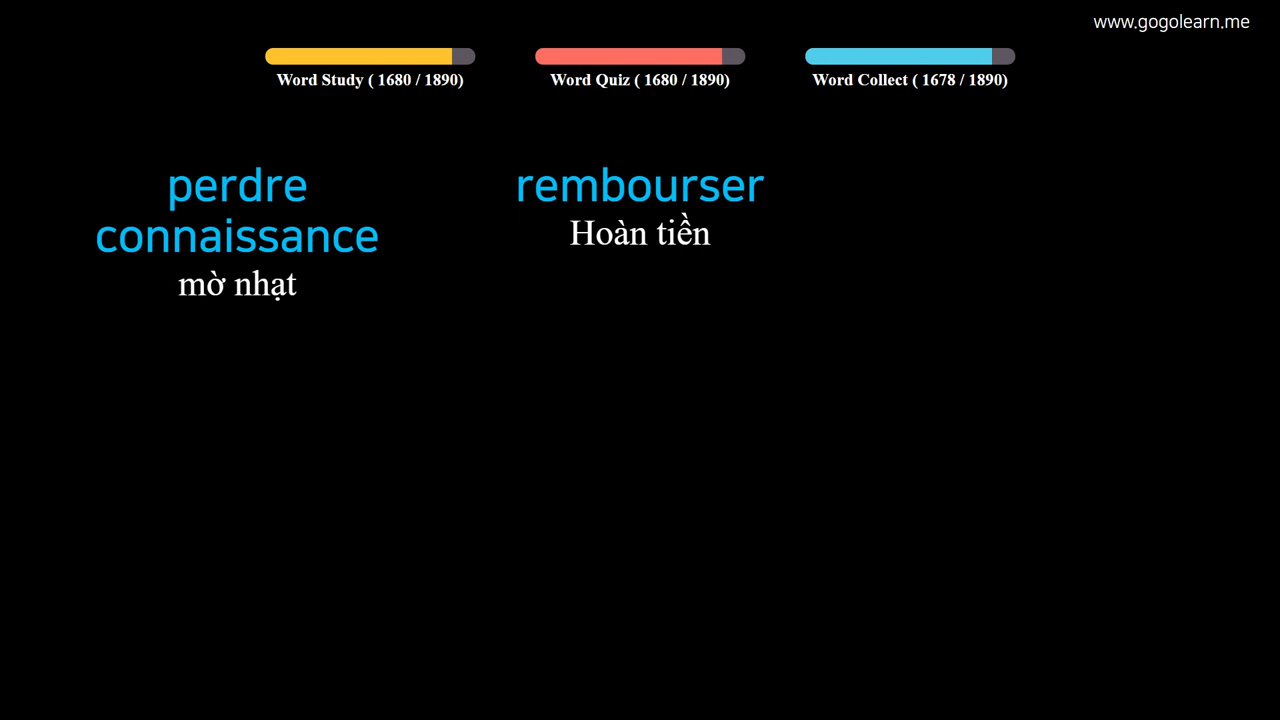 www.gogolearn.me
Word Study ( 1680 / 1890)
Word Quiz ( 1680 / 1890)
Word Collect ( 1678 / 1890)
perdre
connaissance
mờ nhạt
rembourser
Hoàn tiền